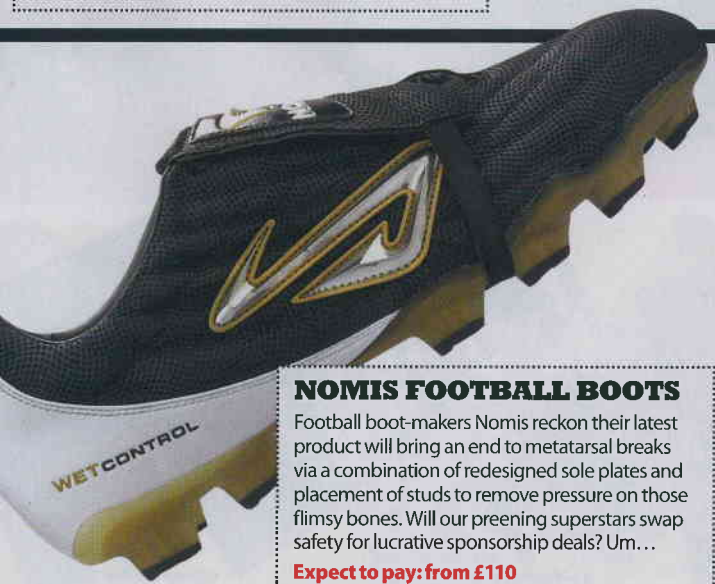 WETCONTROL
NOMIS FOOTBALL BOOTS
Football boot-makers Nomis reckon their latest
product will bring an end to metatarsal breaks
via a combination of redesigned sole plates and
placement of studs to remove pressure on those
flimsy bones. Will our preening superstars swap
safety for lucrative sponsorship deals? Um...
Expect to pay: from £110